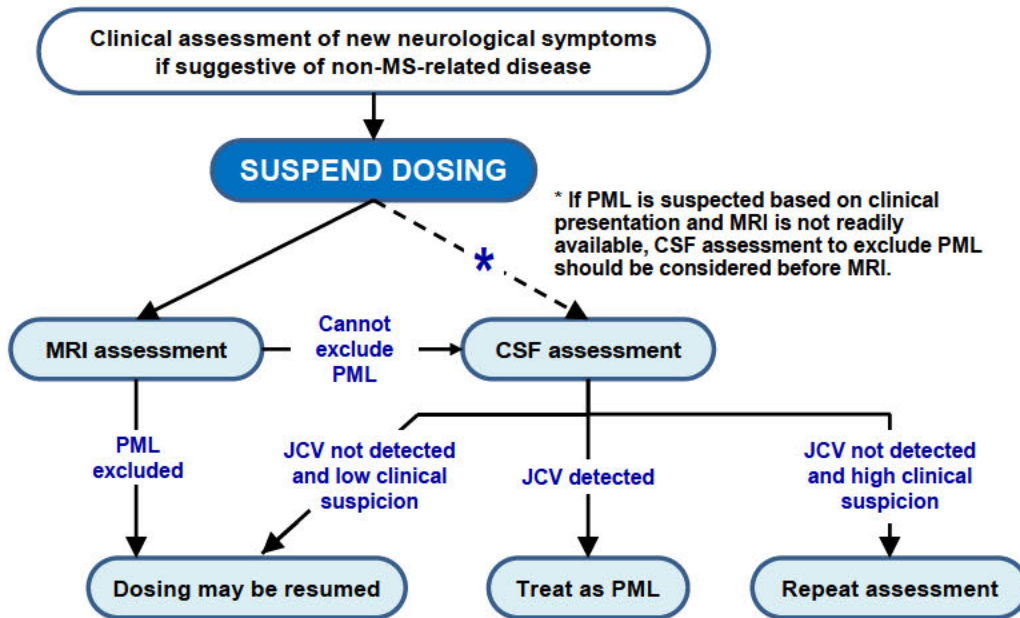 Clinical assessment of new neurological symptoms
if suggestive of non-MS-related disease
SUSPEND DOSING
* If PML is suspected based on clinical
presentation and MRI is not readily
available, CSF assessment to exclude PML
should be considered before MRI.
*
MRI assessment
Cannot
exclude
PML
CSF assessment
PML
excluded
JCV not detected
and low clinical
suspicion
JCV detected
JCV not detected
and high clinical
suspicion
Dosing may be resumed
Treat as PML
Repeat assessment